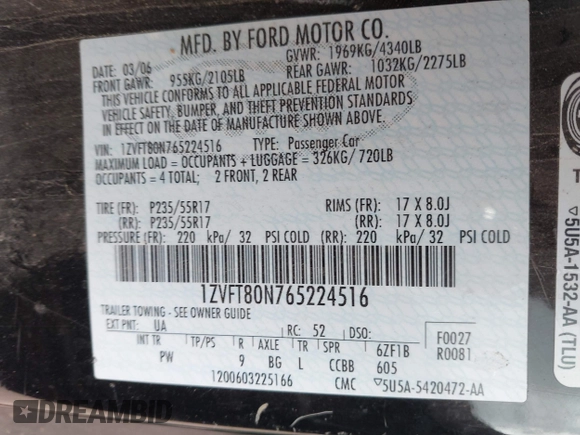 MFD. BY FORD MOTOR CO.
DATE: 03/06 GVWR: 1969KG/4340LB
FRONT GAWR: 955KG/2105LB REAR GAWR: 1032KG/2275LB
THIS VEHICLE CONFORMS TO ALL APPLICABLE FEDERAL MOTOR
VEHICLE SAFETY, BUMPER, AND THEFT PREVENTION STANDARDS
IN EFFECT ON THE DATE OF MANUFACTURE SHOWN ABOVE.
VIN: 1ZVFT80N765224516 TYPE: Passenger Car
MAXIMUM LOAD = OCCUPANTS + LUGGAGE = 326KG/720LB
OCCUPANTS = 4 TOTAL; 2 FRONT, 2 REAR
TIRE (FR): P235/55R17 RIMS (FR): 17 X 8.0J
(RR): P235/55R17 (RR): 17 X 8.0J
PRESSURE (FR): 220 kPa/ 32 PSI COLD (RR): 220 kPa/ 32 PSI COLD
1ZVFT80N765224516
TRAILER TOWING - SEE OWNER GUIDE
EXT PNT: UA RC: 52 DSO: F0027
INT TR TP/PS R AXLE TR SPR 6ZF1B R0081
PW 9 BG L CCBB 605
1200603225166 CMC 5U5A-5420472-AA
5U5A-1532-AA (TLU)
DREAMBID